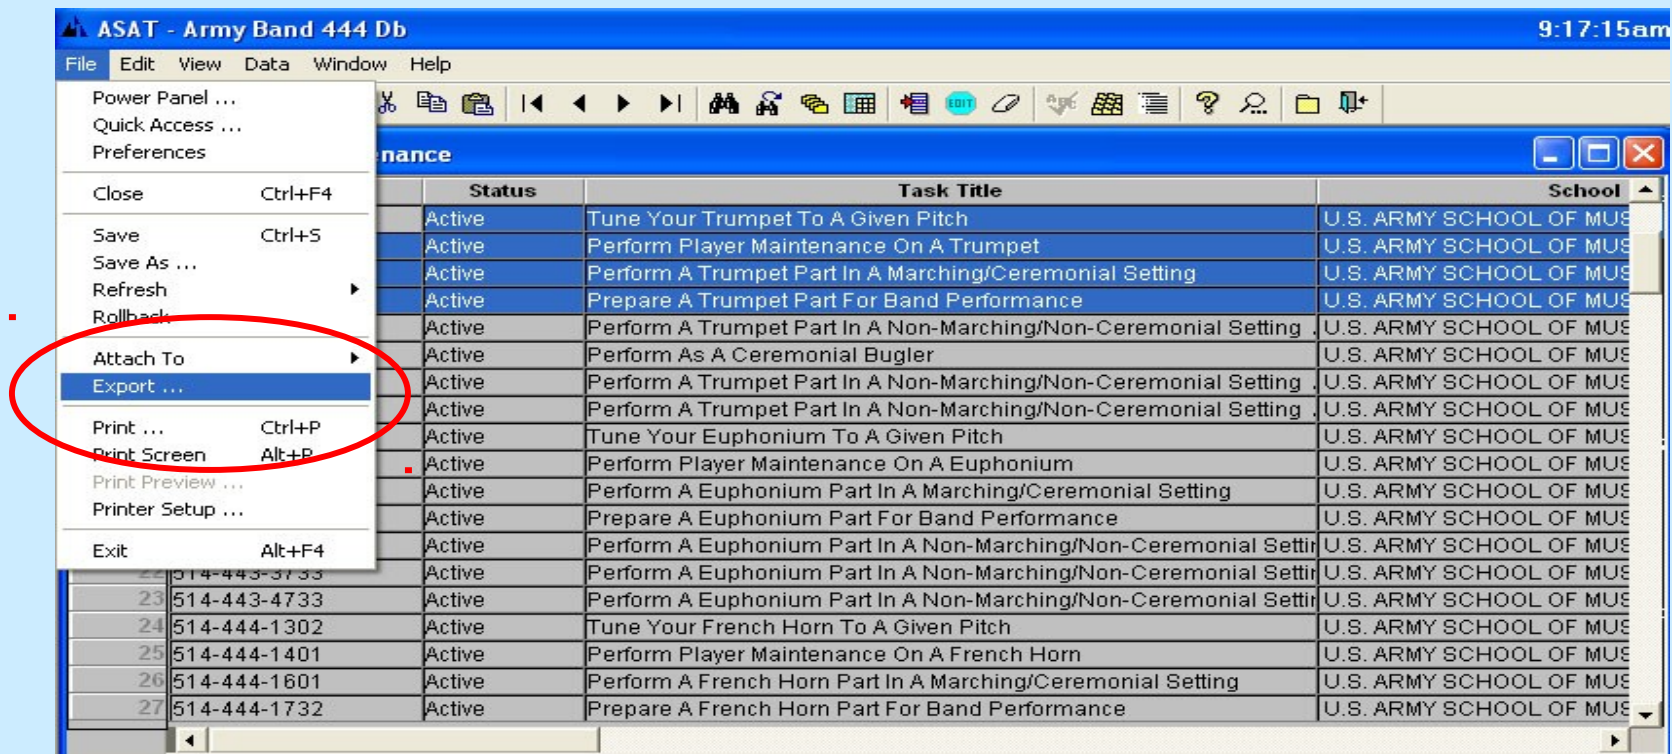 ASAT - Army Band 444 Db 9:17:15am
File Edit View Data Window Help
Power Panel ...
Quick Access ...
Preferences
Close Ctrl+F4
Save Ctrl+S
Save As ...
Refresh
Rollback
Attach To
Export ...
Print ... Ctrl+P
Print Screen Alt+P
Print Preview ...
Printer Setup ...
Exit Alt+F4
EDIT
nance
Status Task Title School
Active Tune Your Trumpet To A Given Pitch U.S. ARMY SCHOOL OF MUS
Active Perform Player Maintenance On A Trumpet U.S. ARMY SCHOOL OF MUS
Active Perform A Trumpet Part In A Marching/Ceremonial Setting U.S. ARMY SCHOOL OF MUS
Active Prepare A Trumpet Part For Band Performance U.S. ARMY SCHOOL OF MUS
Active Perform A Trumpet Part In A Non-Marching/Non-Ceremonial Setting . U.S. ARMY SCHOOL OF MUS
Active Perform As A Ceremonial Bugler U.S. ARMY SCHOOL OF MUS
Active Perform A Trumpet Part In A Non-Marching/Non-Ceremonial Setting . U.S. ARMY SCHOOL OF MUS
Active Perform A Trumpet Part In A Non-Marching/Non-Ceremonial Setting . U.S. ARMY SCHOOL OF MUS
Active Tune Your Euphonium To A Given Pitch U.S. ARMY SCHOOL OF MUS
Active Perform Player Maintenance On A Euphonium U.S. ARMY SCHOOL OF MUS
Active Perform A Euphonium Part In A Marching/Ceremonial Setting U.S. ARMY SCHOOL OF MUS
Active Prepare A Euphonium Part For Band Performance U.S. ARMY SCHOOL OF MUS
Active Perform A Euphonium Part In A Non-Marching/Non-Ceremonial Settin U.S. ARMY SCHOOL OF MUS
22 514-443-3733 Active Perform A Euphonium Part In A Non-Marching/Non-Ceremonial Settin U.S. ARMY SCHOOL OF MUS
23 514-443-4733 Active Perform A Euphonium Part In A Non-Marching/Non-Ceremonial Settin U.S. ARMY SCHOOL OF MUS
24 514-444-1302 Active Tune Your French Horn To A Given Pitch U.S. ARMY SCHOOL OF MUS
25 514-444-1401 Active Perform Player Maintenance On A French Horn U.S. ARMY SCHOOL OF MUS
26 514-444-1601 Active Perform A French Horn Part In A Marching/Ceremonial Setting U.S. ARMY SCHOOL OF MUS
27 514-444-1732 Active Prepare A French Horn Part For Band Performance U.S. ARMY SCHOOL OF MUS